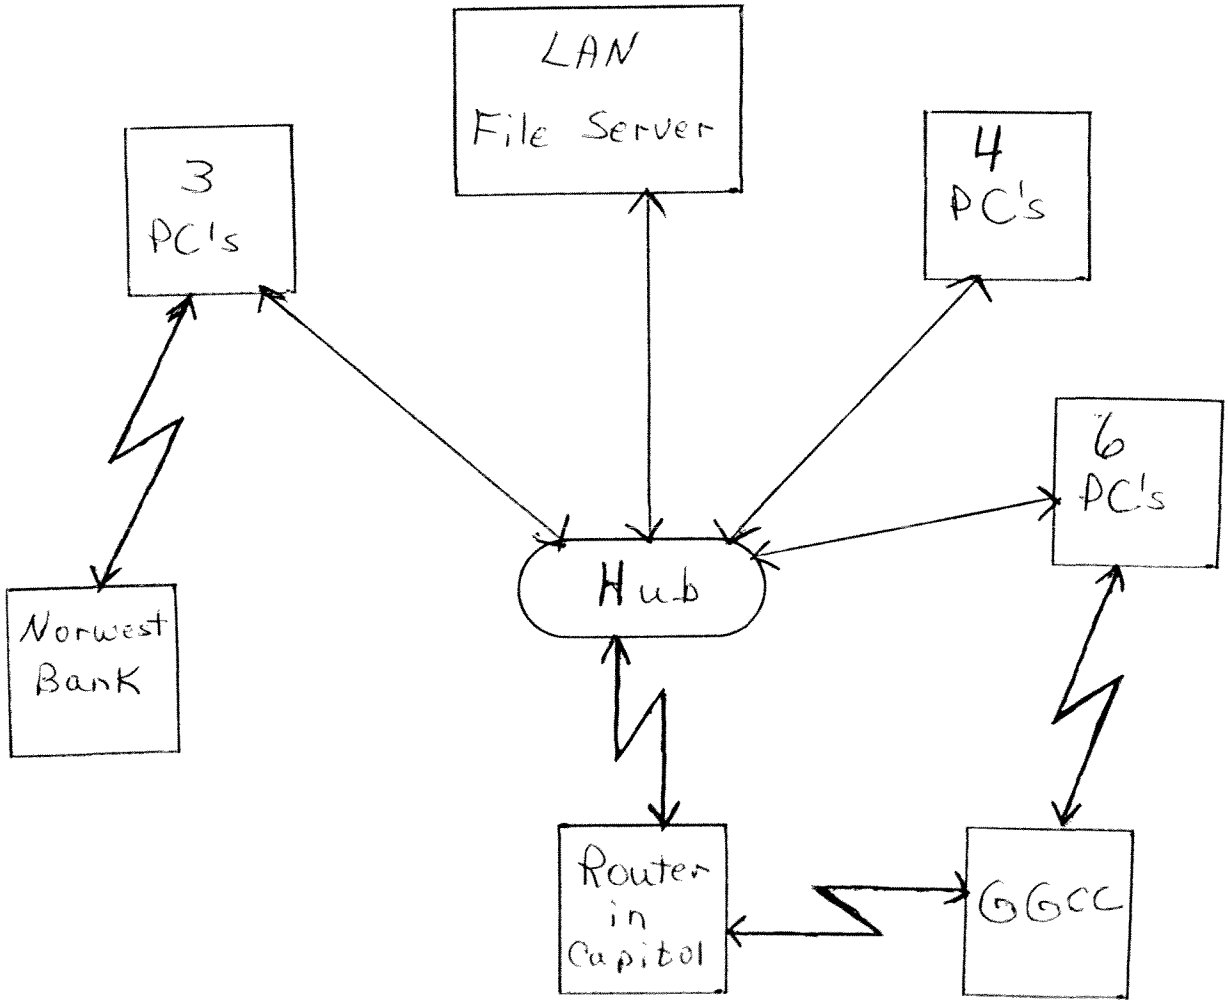 LAN
File Server
3
PC's
4
PC's
6
PC's
Hub
Norwest
Bank
Router
in
Capitol
GGCC